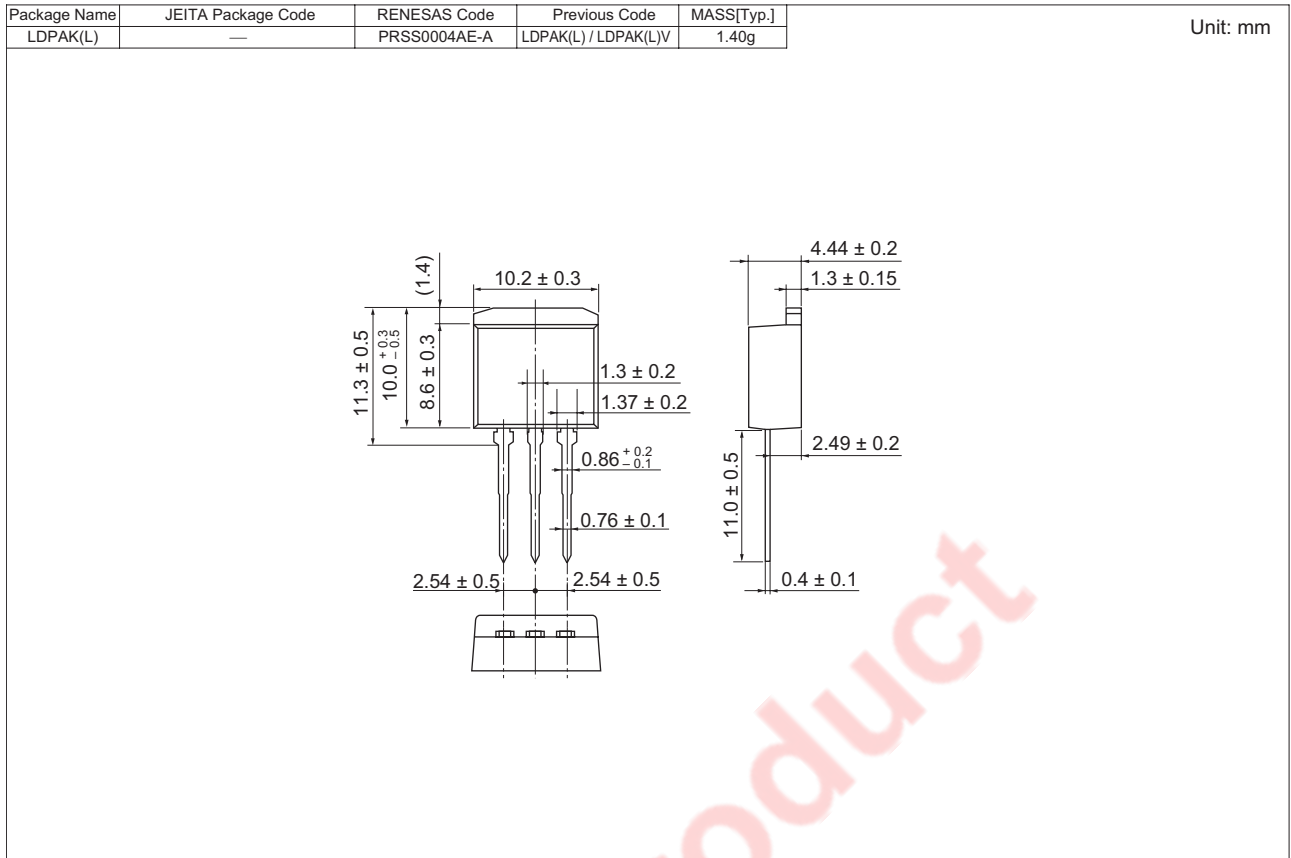 Package Name JEITA Package Code RENESAS Code Previous Code MASS[Typ.]
LDPAK(L) — PRSS0004AE-A LDPAK(L) / LDPAK(L)V 1.40g
Unit: mm
4.44 ± 0.2
(1.4)
10.2 ± 0.3
1.3 ± 0.15
11.3 ± 0.5
10.0 + 0.3 – 0.5
8.6 ± 0.3
1.3 ± 0.2
1.37 ± 0.2
2.49 ± 0.2
0.86 + 0.2 – 0.1
11.0 ± 0.5
0.76 ± 0.1
2.54 ± 0.5 2.54 ± 0.5
0.4 ± 0.1